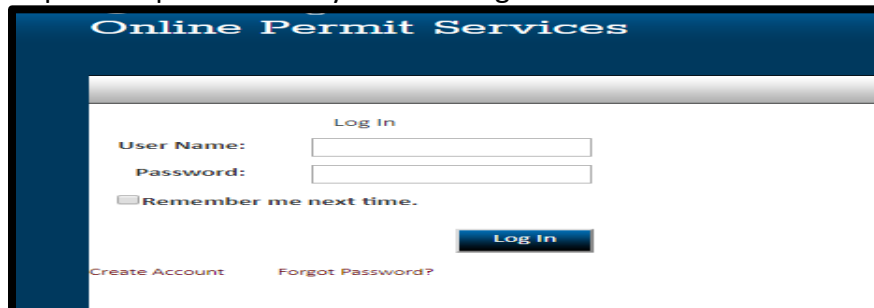 Online Permit Services
Log In
User Name:
Password:
Remember me next time.
Log In
Create Account Forgot Password?